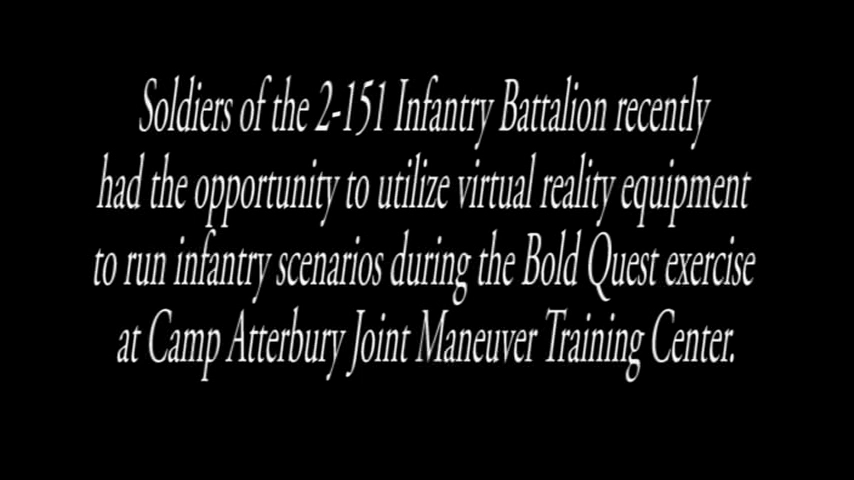 Soldiers of the 2-151 Infantry Battalion recently
had the opportunity to utilize virtual reality equipment
to run infantry scenarios during the Bold Quest exercise
at Camp Atterbury Joint Maneuver Training Center.